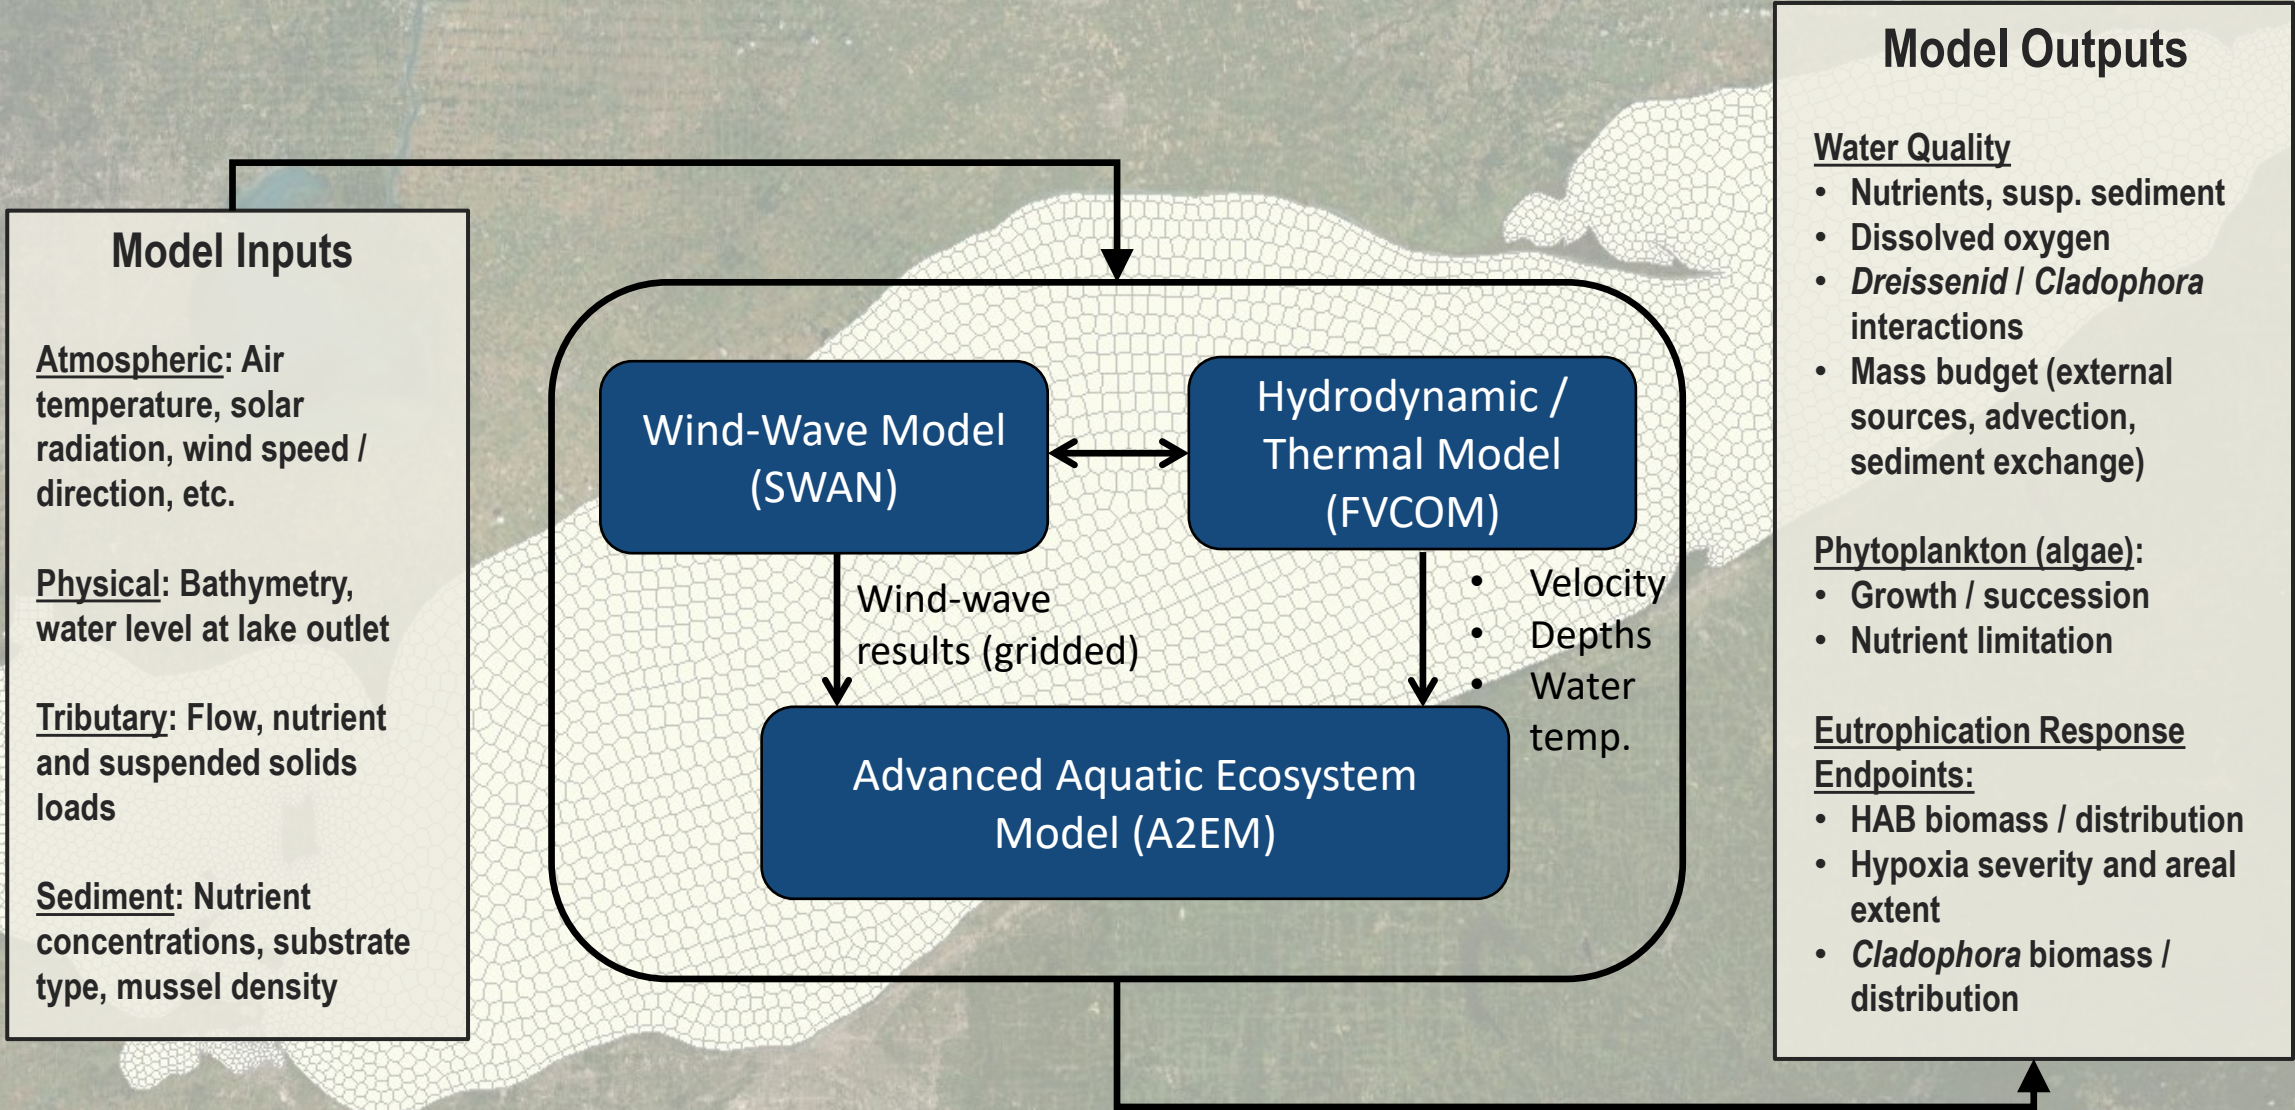 Model Inputs
Atmospheric: Air
temperature, solar
radiation, wind speed /
direction, etc.
Physical: Bathymetry,
water level at lake outlet
Tributary: Flow, nutrient
and suspended solids
loads
Sediment: Nutrient
concentrations, substrate
type, mussel density
Wind-Wave Model
(SWAN)
Hydrodynamic /
Thermal Model
(FVCOM)
Wind-wave
results (gridded)
• Velocity
• Depths
• Water
temp.
Advanced Aquatic Ecosystem
Model (A2EM)
Model Outputs
Water Quality
• Nutrients, susp. sediment
• Dissolved oxygen
• Dreissenid / Cladophora
interactions
• Mass budget (external
sources, advection,
sediment exchange)
Phytoplankton (algae):
• Growth / succession
• Nutrient limitation
Eutrophication Response
Endpoints:
• HAB biomass / distribution
• Hypoxia severity and areal
extent
• Cladophora biomass /
distribution